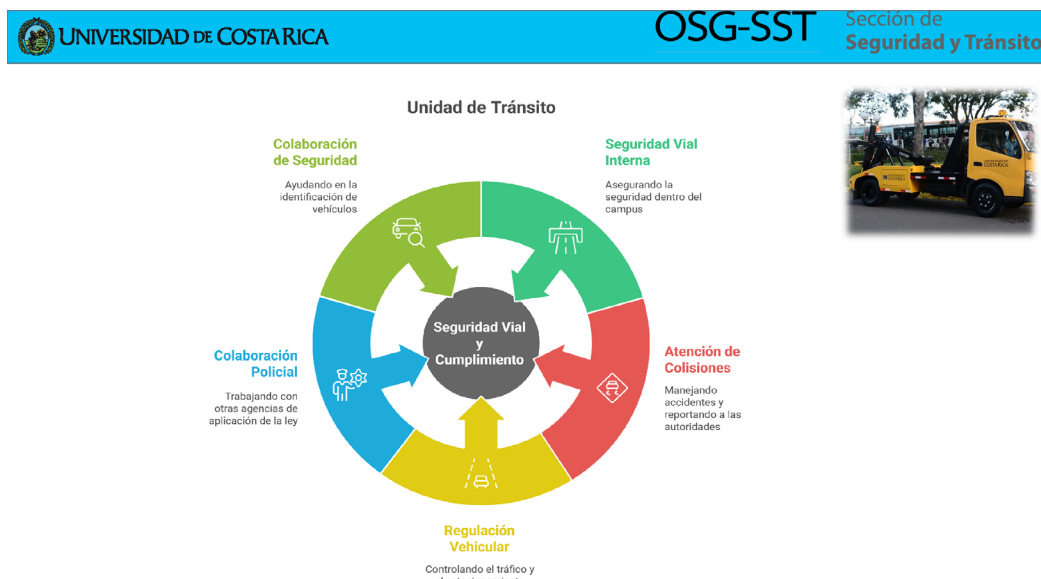 UNIVERSIDAD DE COSTA RICA
OSG-SST
Sección de
Seguridad y Tránsito
Unidad de Tránsito
Colaboración
de Seguridad
Ayudando en la
identificación de
vehículos
Seguridad Vial
Interna
Asegurando la
seguridad dentro del
campus
Seguridad Vial
y
Cumplimiento
Colaboración
Policial
Trabajando con
otras agencias de
aplicación de la ley
Atención de
Colisiones
Manejando
accidentes y
reportando a las
autoridades
Regulación
Vehicular
Controlando el tráfico y